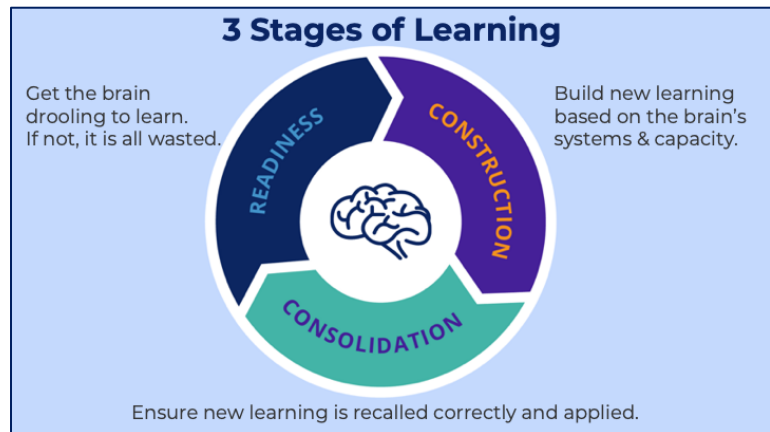 3 Stages of Learning
Get the brain
drooling to learn.
If not, it is all wasted.
READINESS
CONSTRUCTION
Build new learning
based on the brain's
systems & capacity.
CONSOLIDATION
Ensure new learning is recalled correctly and applied.